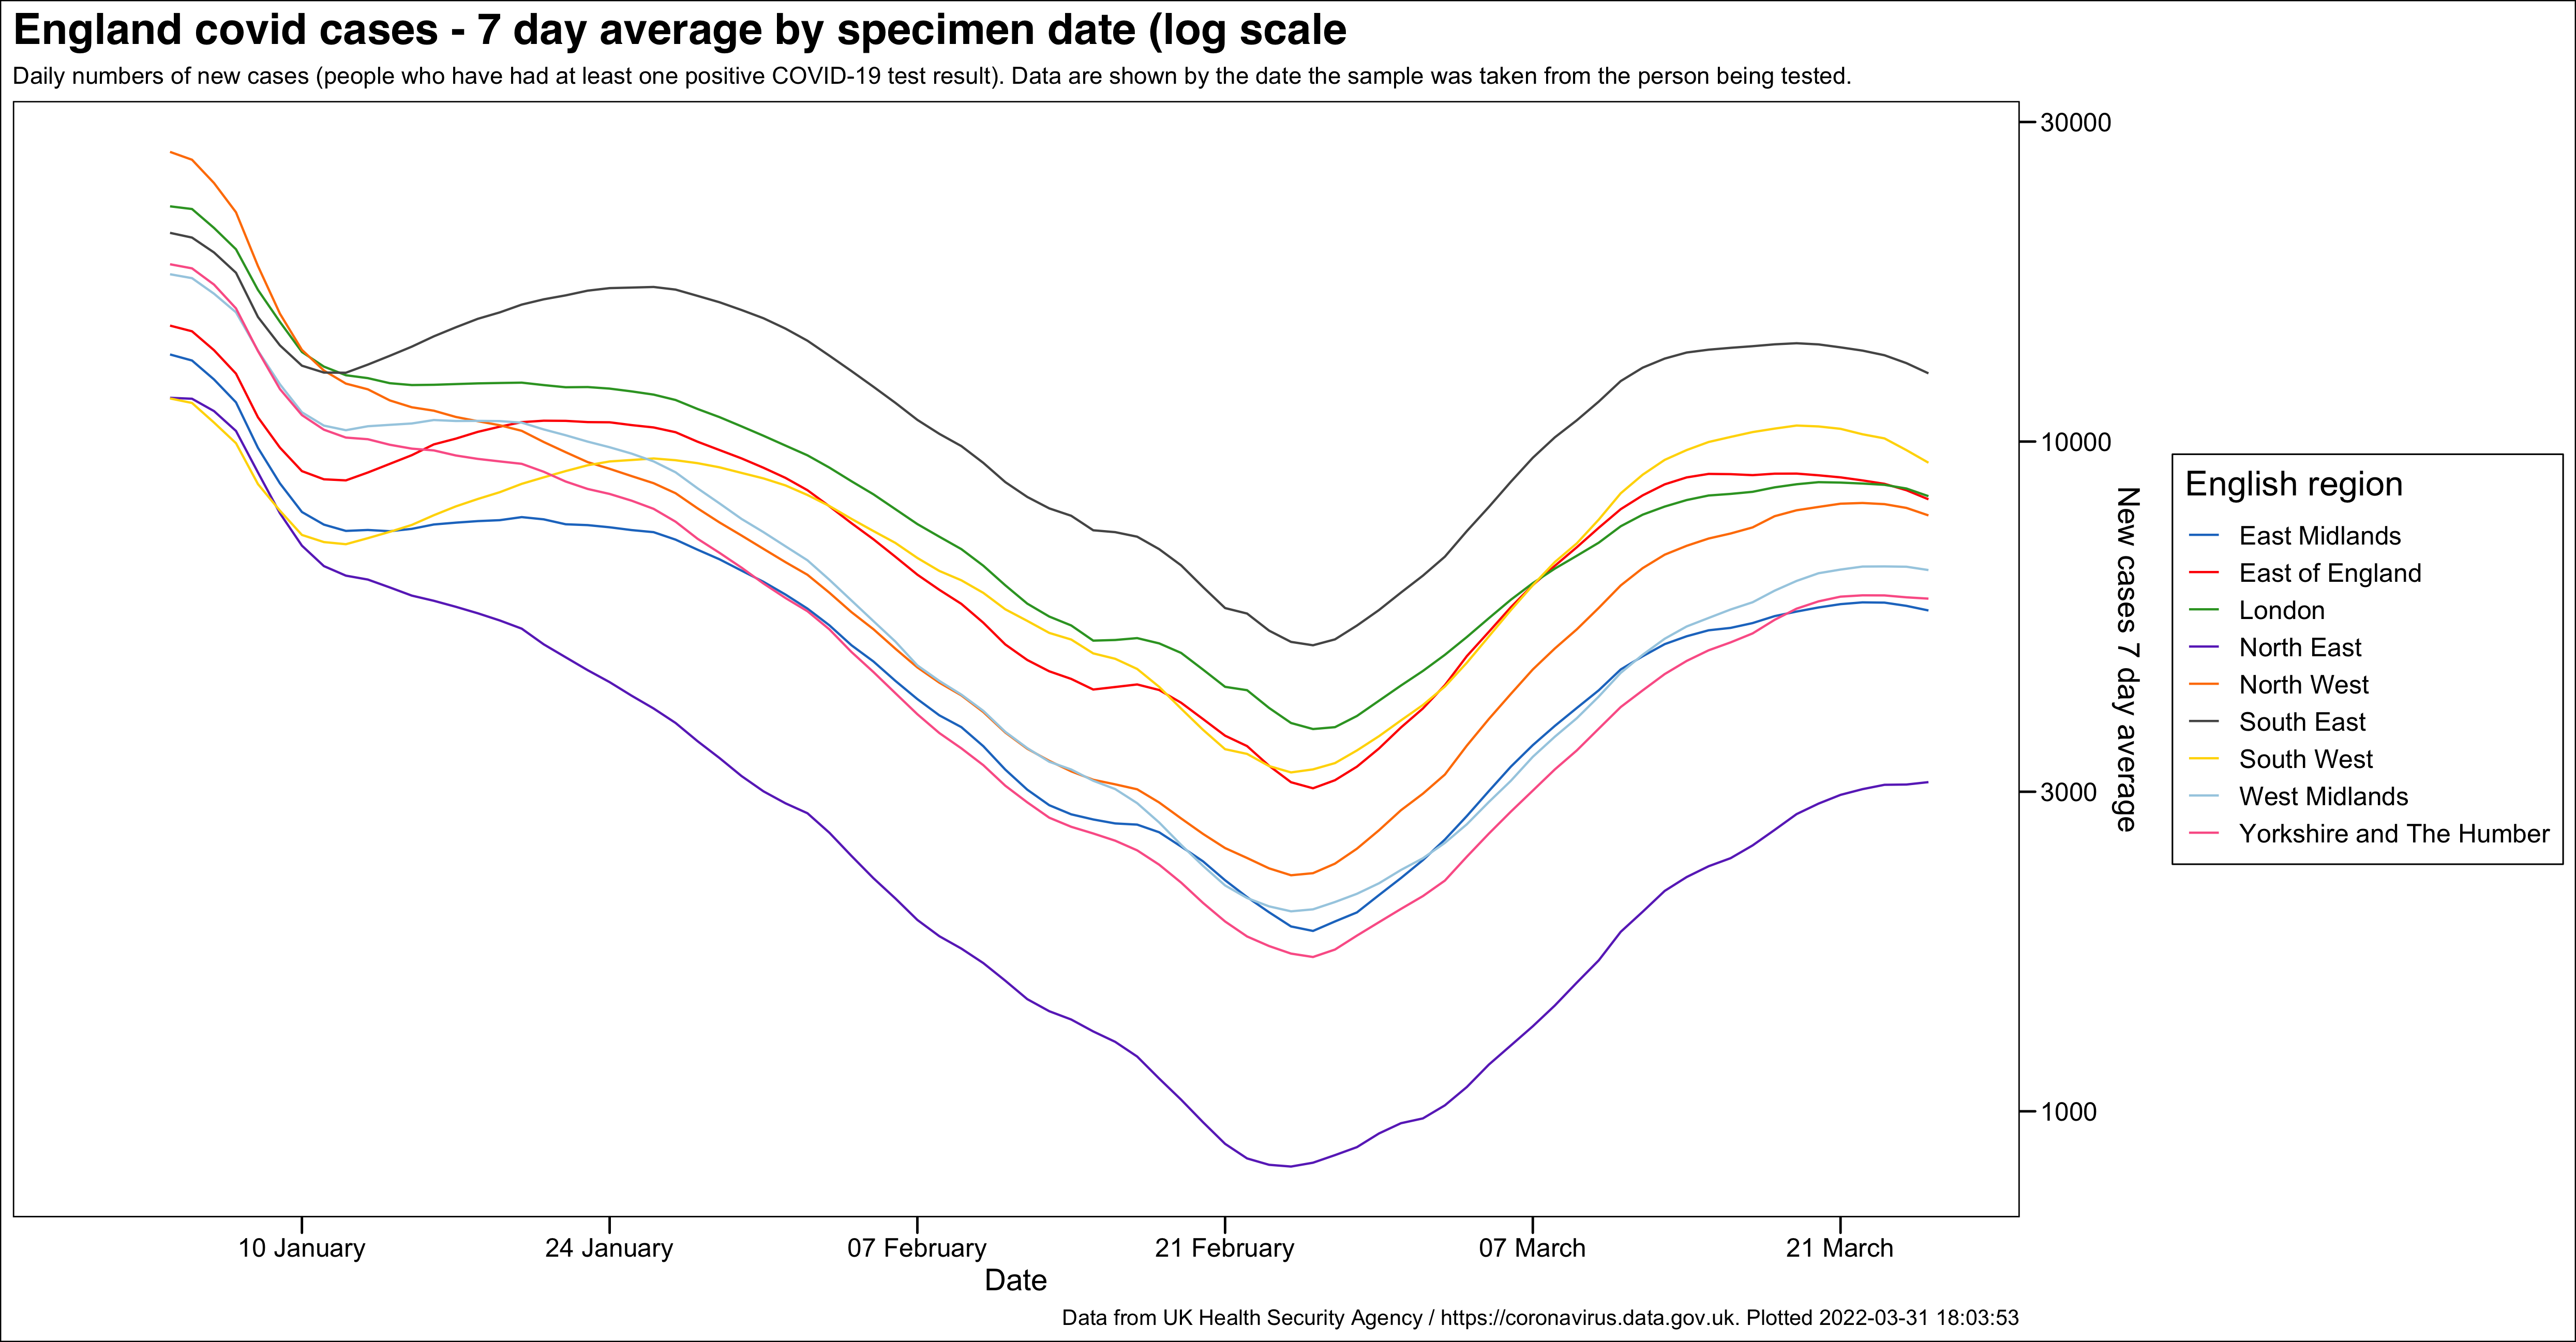 England covid cases - 7 day average by specimen date (log scale
Daily numbers of new cases (people who have had at least one positive COVID-19 test result). Data are shown by the date the sample was taken from the person being tested.
30000
10000
3000
1000
New cases 7 day average
English region
East Midlands
East of England
London
North East
North West
South East
South West
West Midlands
Yorkshire and The Humber
10 January
24 January
07 February
21 February
07 March
21 March
Date
Data from UK Health Security Agency / https://coronavirus.data.gov.uk. Plotted 2022-03-31 18:03:53